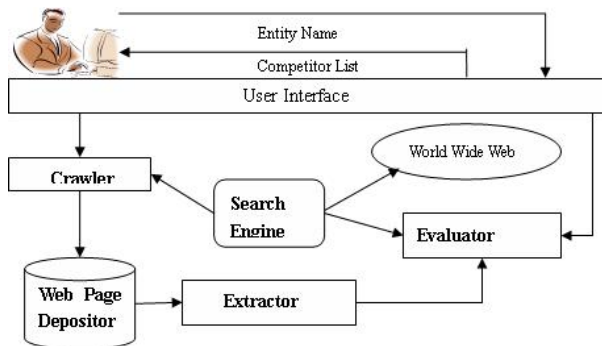 Entity Name
Competitor List
User Interface
World Wide Web
Crawler
Search
Engine
Evaluator
Web Page
Depositor
Extractor